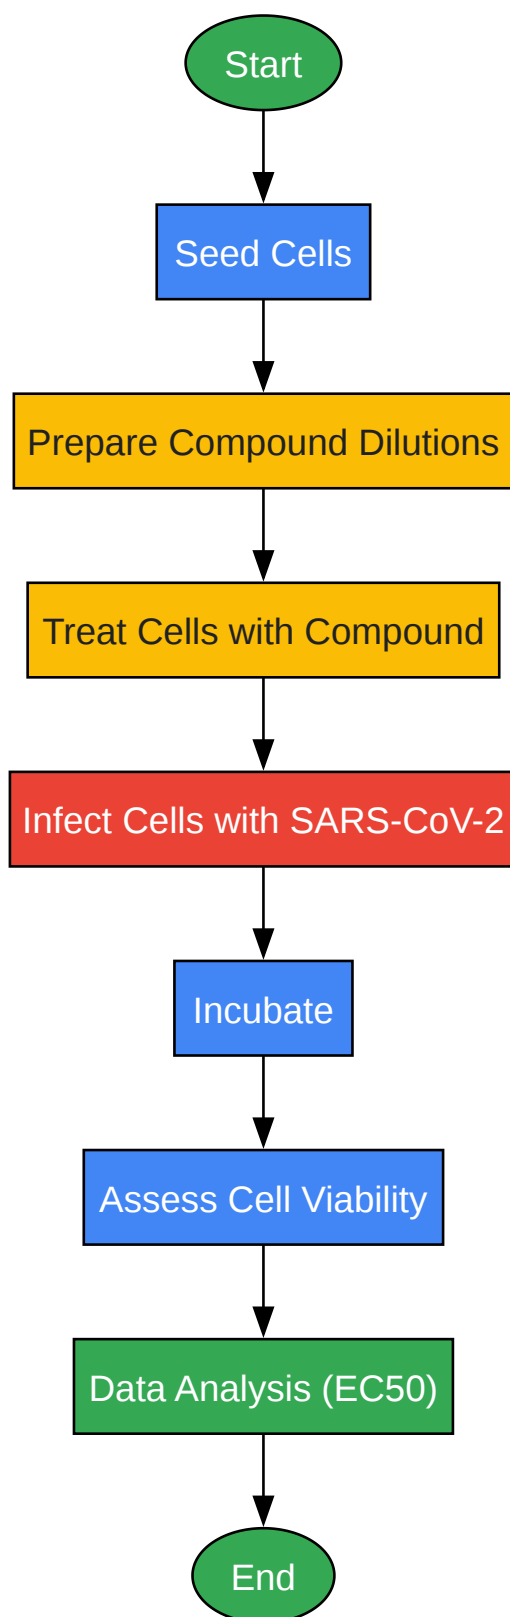 Start
Seed Cells
Prepare Compound Dilutions
Treat Cells with Compound
Infect Cells with SARS-CoV-2
Incubate
Assess Cell Viability
Data Analysis (EC50)
End